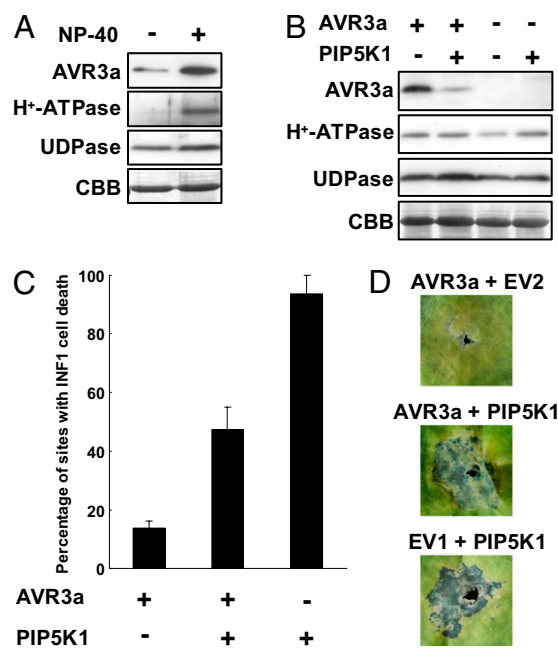 A
NP-40 - +
AVR3a
H+-ATPase
UDPase
CBB
B
AVR3a + + - -
PIP5K1 - + - +
AVR3a
H+-ATPase
UDPase
CBB
C
Percentage of sites with INF1 cell death
100
80
60
40
20
0
AVR3a + + -
PIP5K1 - + +
D
AVR3a + EV2
AVR3a + PIP5K1
EV1 + PIP5K1